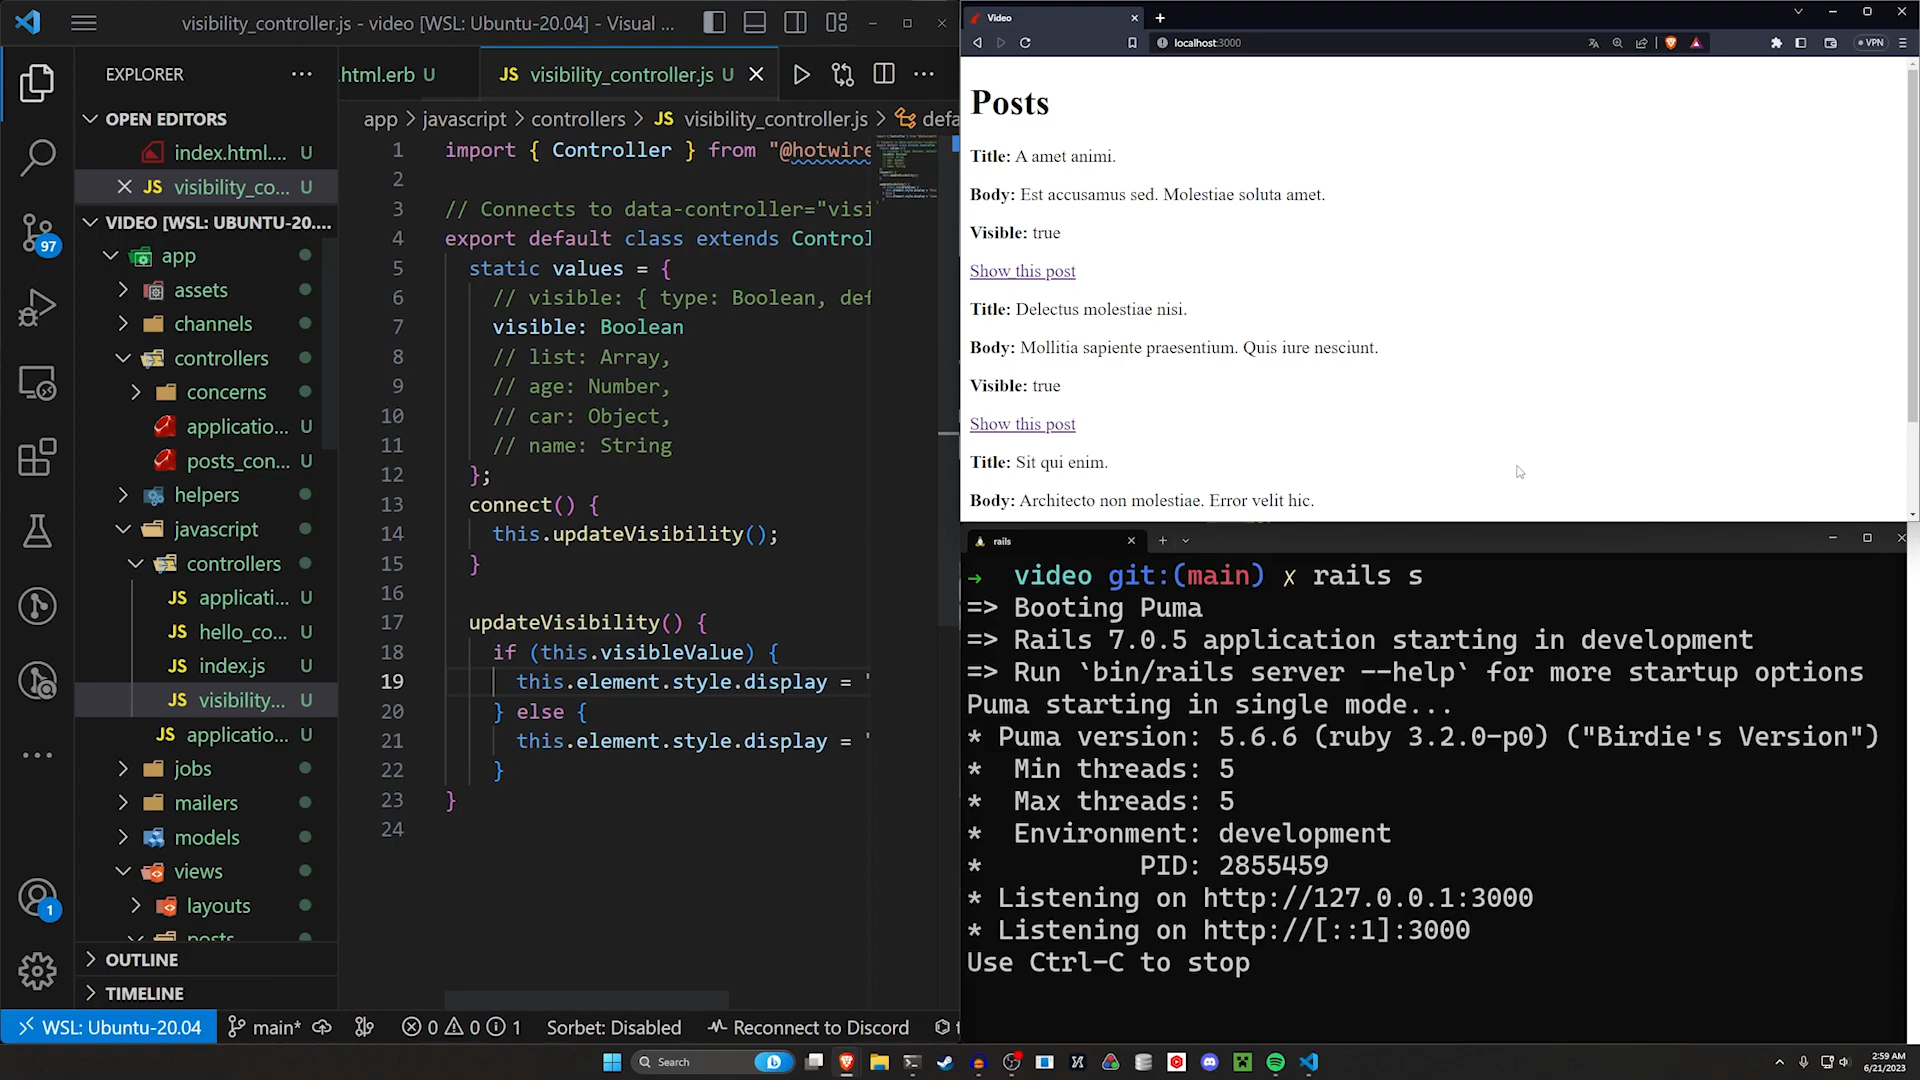 visibility_controller.js - video [WSL: Ubuntu-20.04] - Visual ...
EXPLORER
OPEN EDITORS
index.html.... U
JS visibility_co... U
VIDEO [WSL: UBUNTU-20....
app
assets
channels
controllers
concerns
applicatio... U
posts_con... U
helpers
javascript
controllers
JS applicati... U
JS hello_co... U
JS index.js U
JS visibility... U
JS applicatio... U
jobs
mailers
models
views
layouts
posts
OUTLINE
TIMELINE
97
1
.html.erb U
JS visibility_controller.js U
app > javascript > controllers > JS visibility_controller.js > defa
1 import { Controller } from "@hotwire
2
3 // Connects to data-controller="visi
4 export default class extends Control
5 static values = {
6 // visible: { type: Boolean, def
7 visible: Boolean
8 // list: Array,
9 // age: Number,
10 // car: Object,
11 // name: String
12 };
13 connect() {
14 this.updateVisibility();
15 }
16
17 updateVisibility() {
18 if (this.visibleValue) {
19 this.element.style.display = '
20 } else {
21 this.element.style.display = '
22 }
23 }
24
WSL: Ubuntu-20.04 main* 0 0 1 Sorbet: Disabled Reconnect to Discord
Video
localhost:3000
VPN
Posts
Title: A amet animi.
Body: Est accusamus sed. Molestiae soluta amet.
Visible: true
Show this post
Title: Delectus molestiae nisi.
Body: Mollitia sapiente praesentium. Quis iure nesciunt.
Visible: true
Show this post
Title: Sit qui enim.
Body: Architecto non molestiae. Error velit hic.
rails
→ video git:(main) ✗ rails s
=> Booting Puma
=> Rails 7.0.5 application starting in development
=> Run `bin/rails server --help` for more startup options
Puma starting in single mode...
* Puma version: 5.6.6 (ruby 3.2.0-p0) ("Birdie's Version")
* Min threads: 5
* Max threads: 5
* Environment: development
* PID: 2855459
* Listening on http://127.0.0.1:3000
* Listening on http://[::1]:3000
Use Ctrl-C to stop
Search
2:59 AM
6/21/2023